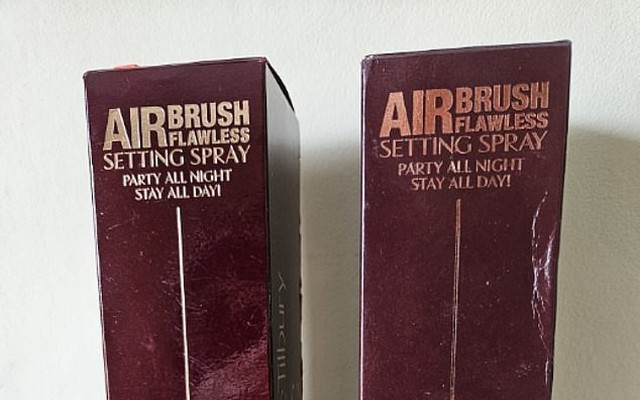 AIRBRUSH
FLAWLESS
SETTING SPRAY
PARTY ALL NIGHT
STAY ALL DAY!
AIRBRUSH
FLAWLESS
SETTING SPRAY
PARTY ALL NIGHT
STAY ALL DAY!